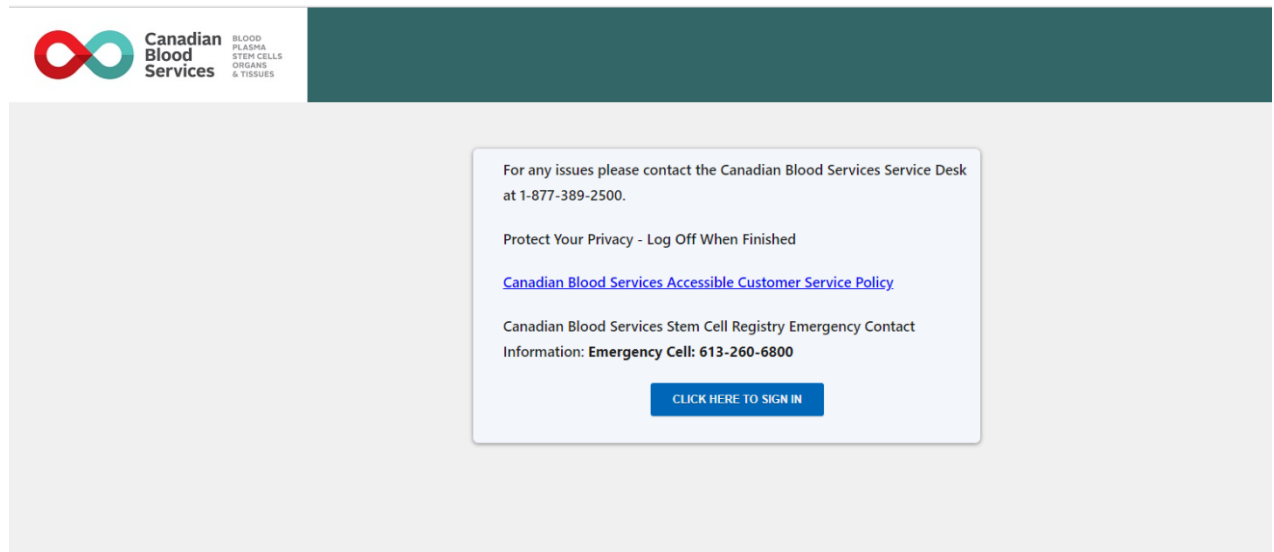 Canadian
Blood
Services
BLOOD
PLASMA
STEM CELLS
ORGANS
& TISSUES
For any issues please contact the Canadian Blood Services Service Desk
at 1-877-389-2500.
Protect Your Privacy - Log Off When Finished
Canadian Blood Services Accessible Customer Service Policy
Canadian Blood Services Stem Cell Registry Emergency Contact
Information: Emergency Cell: 613-260-6800
CLICK HERE TO SIGN IN